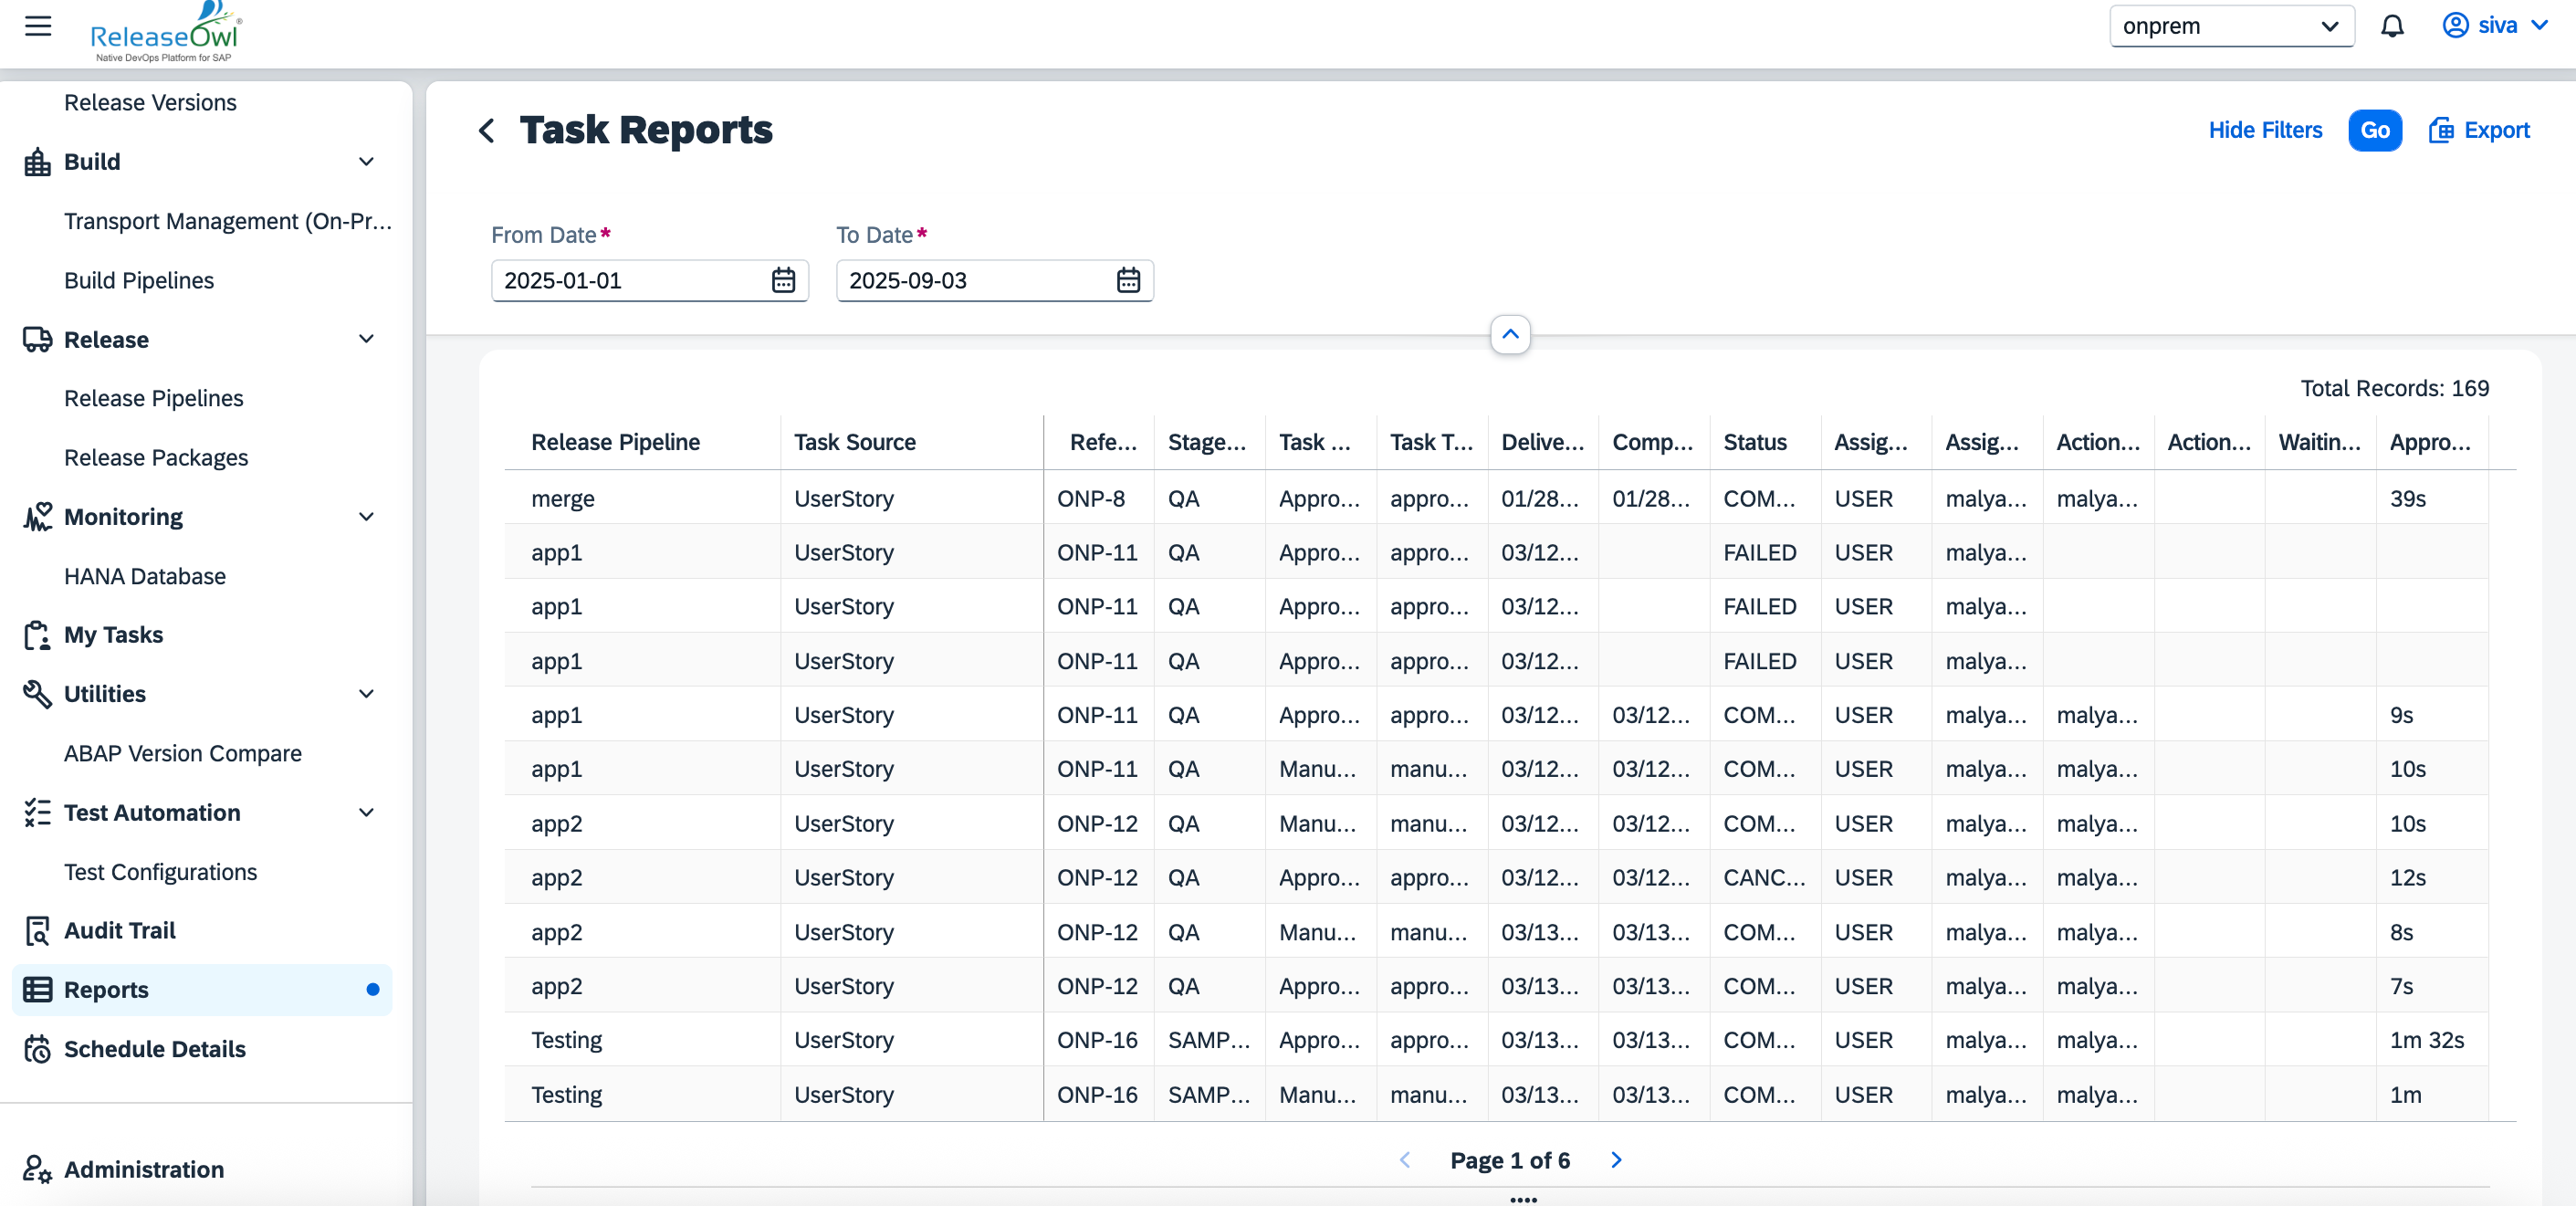 ReleaseOwl®
Native DevOps Platform for SAP
onprem
siva
Release Versions
Build
Transport Management (On-Pr...
Build Pipelines
Release
Release Pipelines
Release Packages
Monitoring
HANA Database
My Tasks
Utilities
ABAP Version Compare
Test Automation
Test Configurations
Audit Trail
Reports
Schedule Details
Administration
Task Reports
Hide Filters Go Export
From Date* To Date*
2025-01-01 2025-09-03
Total Records: 169
Release Pipeline Task Source Refe... Stage... Task ... Task T... Delive... Comp... Status Assig... Assig... Action... Action... Waitin... Appro...
merge UserStory ONP-8 QA Appro... appro... 01/28... 01/28... COM... USER malya... malya... 39s
app1 UserStory ONP-11 QA Appro... appro... 03/12... FAILED USER malya...
app1 UserStory ONP-11 QA Appro... appro... 03/12... FAILED USER malya...
app1 UserStory ONP-11 QA Appro... appro... 03/12... FAILED USER malya...
app1 UserStory ONP-11 QA Appro... appro... 03/12... 03/12... COM... USER malya... malya... 9s
app1 UserStory ONP-11 QA Manu... manu... 03/12... 03/12... COM... USER malya... malya... 10s
app2 UserStory ONP-12 QA Manu... manu... 03/12... 03/12... COM... USER malya... malya... 10s
app2 UserStory ONP-12 QA Appro... appro... 03/12... 03/12... CANC... USER malya... malya... 12s
app2 UserStory ONP-12 QA Manu... manu... 03/13... 03/13... COM... USER malya... malya... 8s
app2 UserStory ONP-12 QA Appro... appro... 03/13... 03/13... COM... USER malya... malya... 7s
Testing UserStory ONP-16 SAMP... Appro... appro... 03/13... 03/13... COM... USER malya... malya... 1m 32s
Testing UserStory ONP-16 SAMP... Manu... manu... 03/13... 03/13... COM... USER malya... malya... 1m
Page 1 of 6